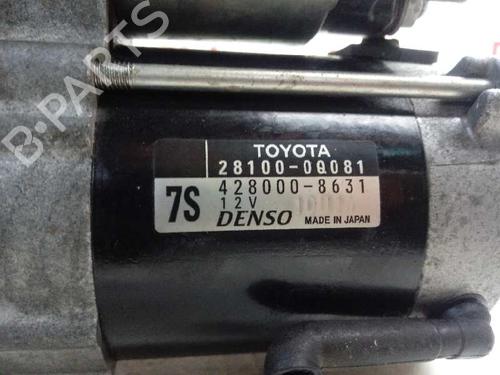 B·PARTS
TOYOTA
28100-0Q081
7S 428000-8631
12V
DENSO MADE IN JAPAN